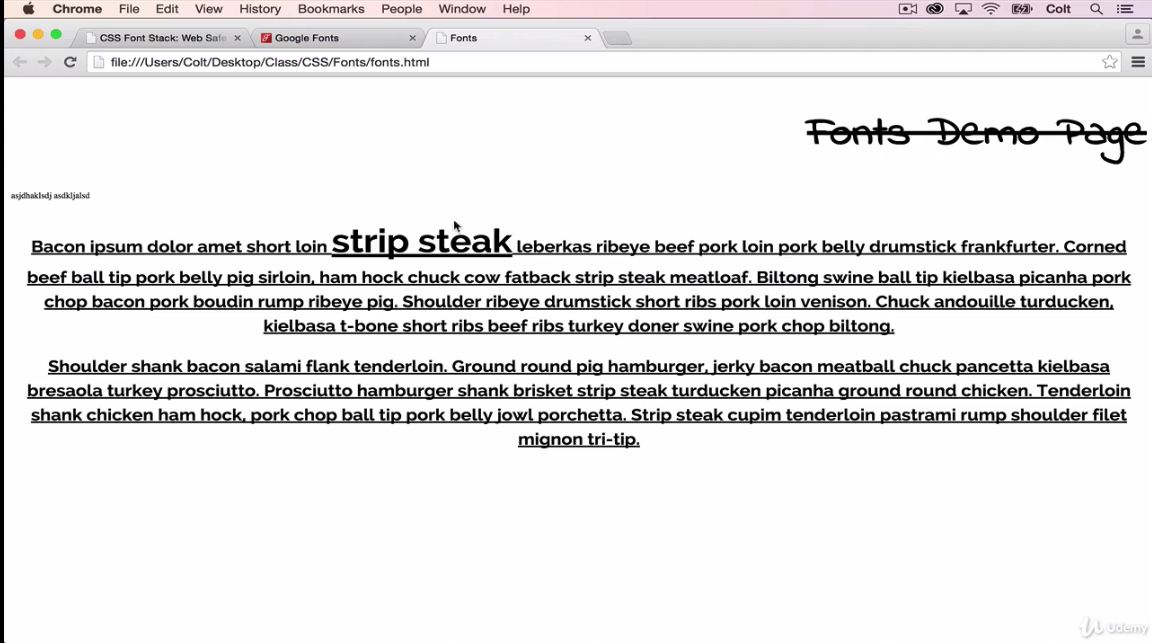 Chrome File Edit View History Bookmarks People Window Help Colt
CSS Font Stack: Web Safe Google Fonts Fonts
file:///Users/Colt/Desktop/Class/CSS/Fonts/fonts.html
Fonts Demo Page
asjdhaklsdj asdkljalsd
Bacon ipsum dolor amet short loin strip steak leberkas ribeye beef pork loin pork belly drumstick frankfurter. Corned
beef ball tip pork belly pig sirloin, ham hock chuck cow fatback strip steak meatloaf. Biltong swine ball tip kielbasa picanha pork
chop bacon pork boudin rump ribeye pig. Shoulder ribeye drumstick short ribs pork loin venison. Chuck andouille turducken,
kielbasa t-bone short ribs beef ribs turkey doner swine pork chop biltong.
Shoulder shank bacon salami flank tenderloin. Ground round pig hamburger, jerky bacon meatball chuck pancetta kielbasa
bresaola turkey prosciutto. Prosciutto hamburger shank brisket strip steak turducken picanha ground round chicken. Tenderloin
shank chicken ham hock, pork chop ball tip pork belly jowl porchetta. Strip steak cupim tenderloin pastrami rump shoulder filet
mignon tri-tip.
Udemy